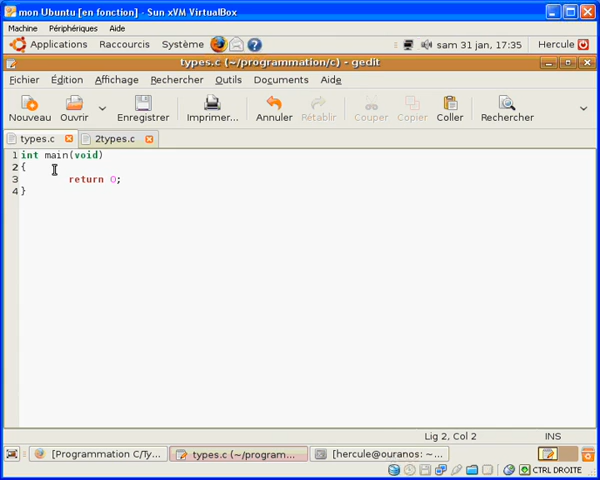 mon Ubuntu [en fonction] - Sun xVM VirtualBox
Machine Périphériques Aide
Applications Raccourcis Système ? sam 31 jan, 17:35 Hercule
types.c (~/programmation/c) - gedit
Fichier Édition Affichage Rechercher Outils Documents Aide
Nouveau Ouvrir Enregistrer Imprimer... Annuler Rétablir Couper Copier Coller Rechercher
types.c 2types.c
1 int main(void)
2 {
3 return 0;
4 }
Lig 2, Col 2 INS
[Programmation C/Ty... types.c (~/program... [hercule@ouranos: ~...
CTRL DROITE